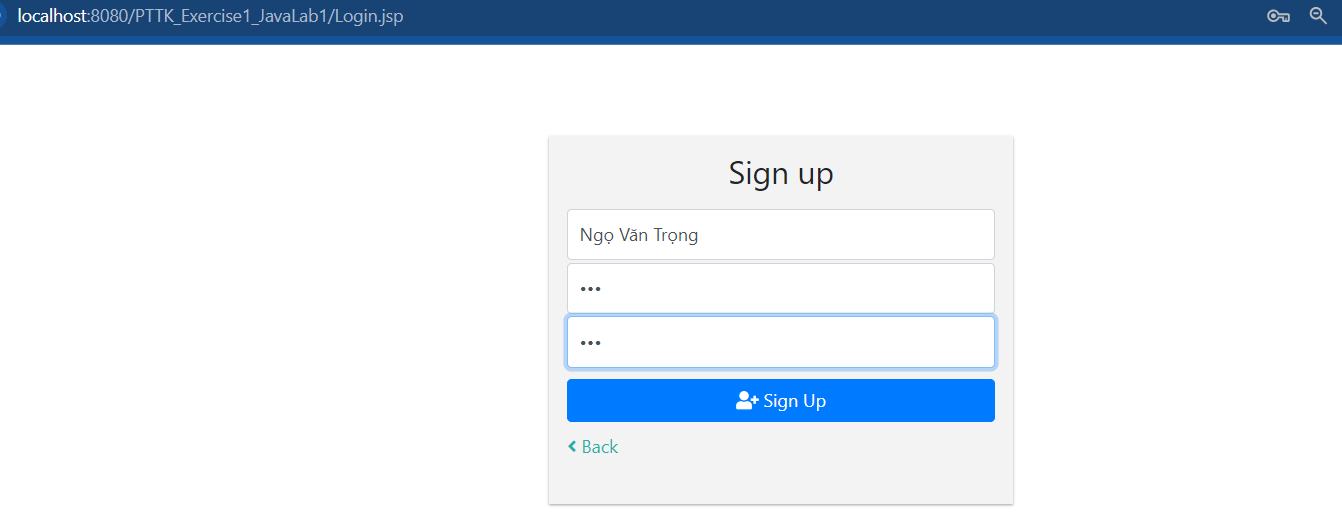 localhost:8080/PTTK_Exercise1_JavaLab1/Login.jsp
Sign up
Ngọ Văn Trọng
•••
•••
Sign Up
Back